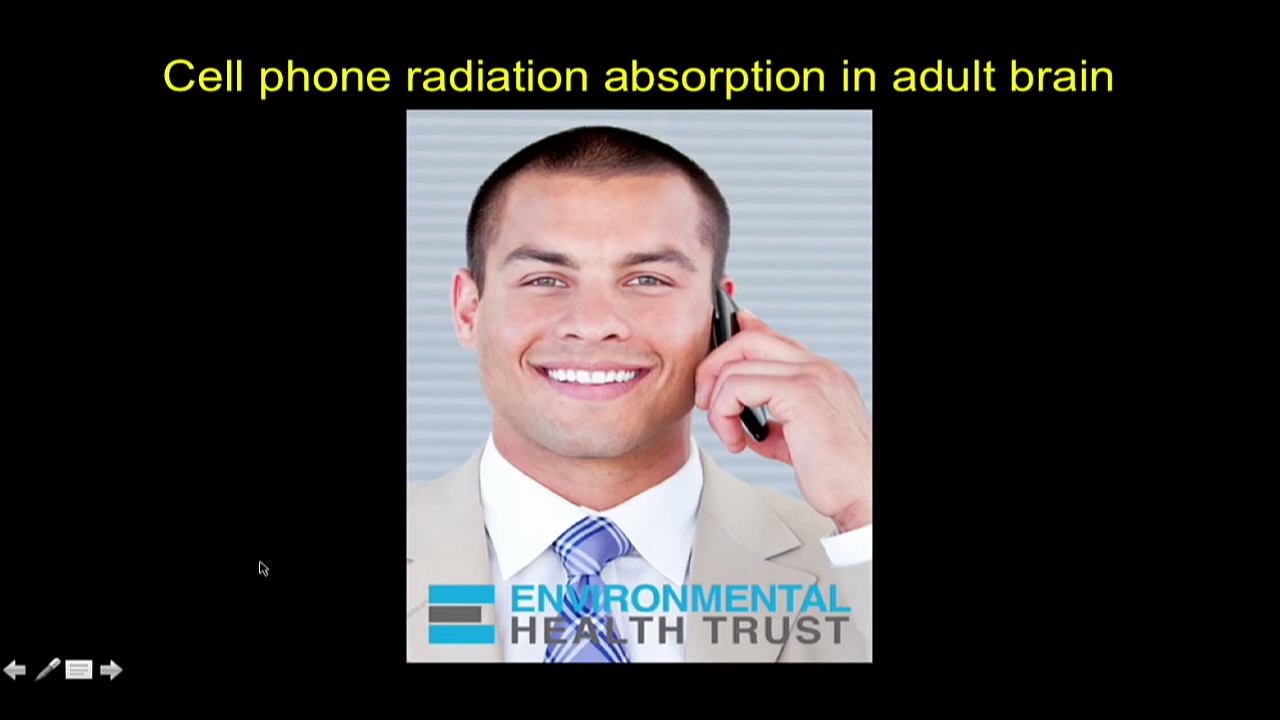 Cell phone radiation absorption in adult brain
ENVIRONMENTAL
HEALTH TRUST